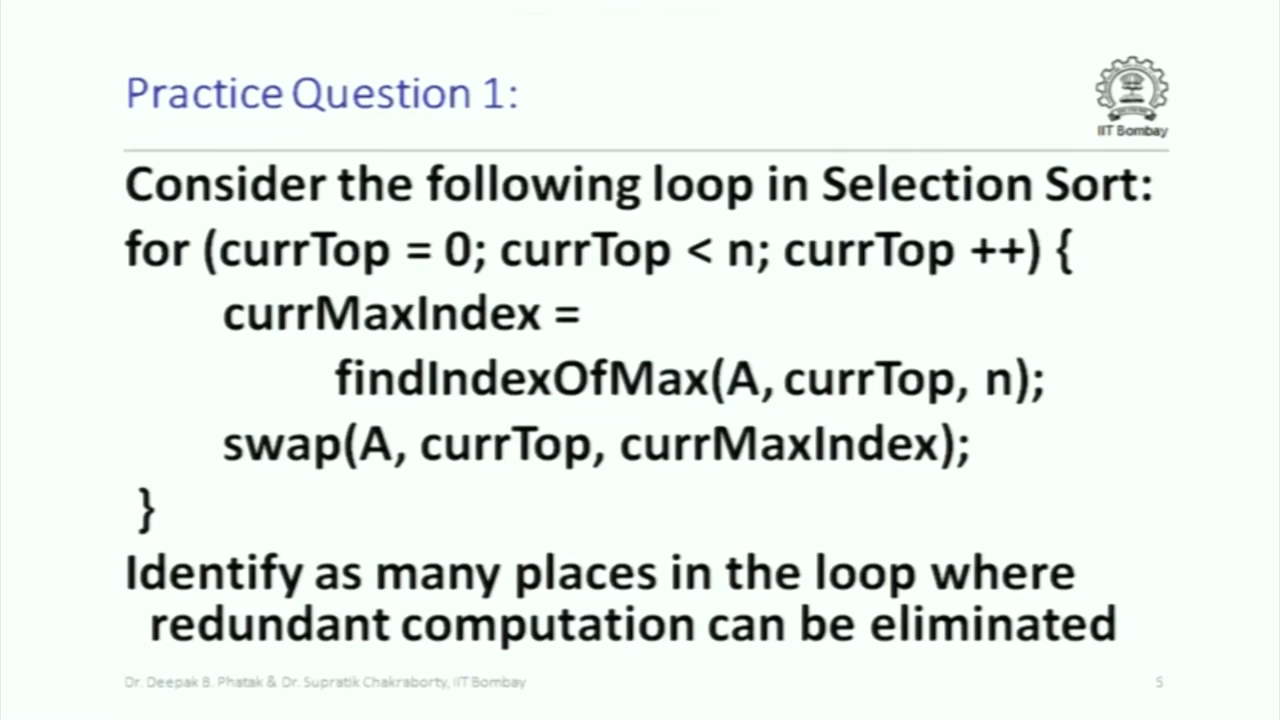 Practice Question 1:
IIT Bombay
Consider the following loop in Selection Sort:
for (currTop = 0; currTop < n; currTop ++) {
currMaxIndex =
findIndexOfMax(A, currTop, n);
swap(A, currTop, currMaxIndex);
}
Identify as many places in the loop where
redundant computation can be eliminated
Dr. Deepak B. Phatak & Dr. Supratik Chakraborty, IIT Bombay
5